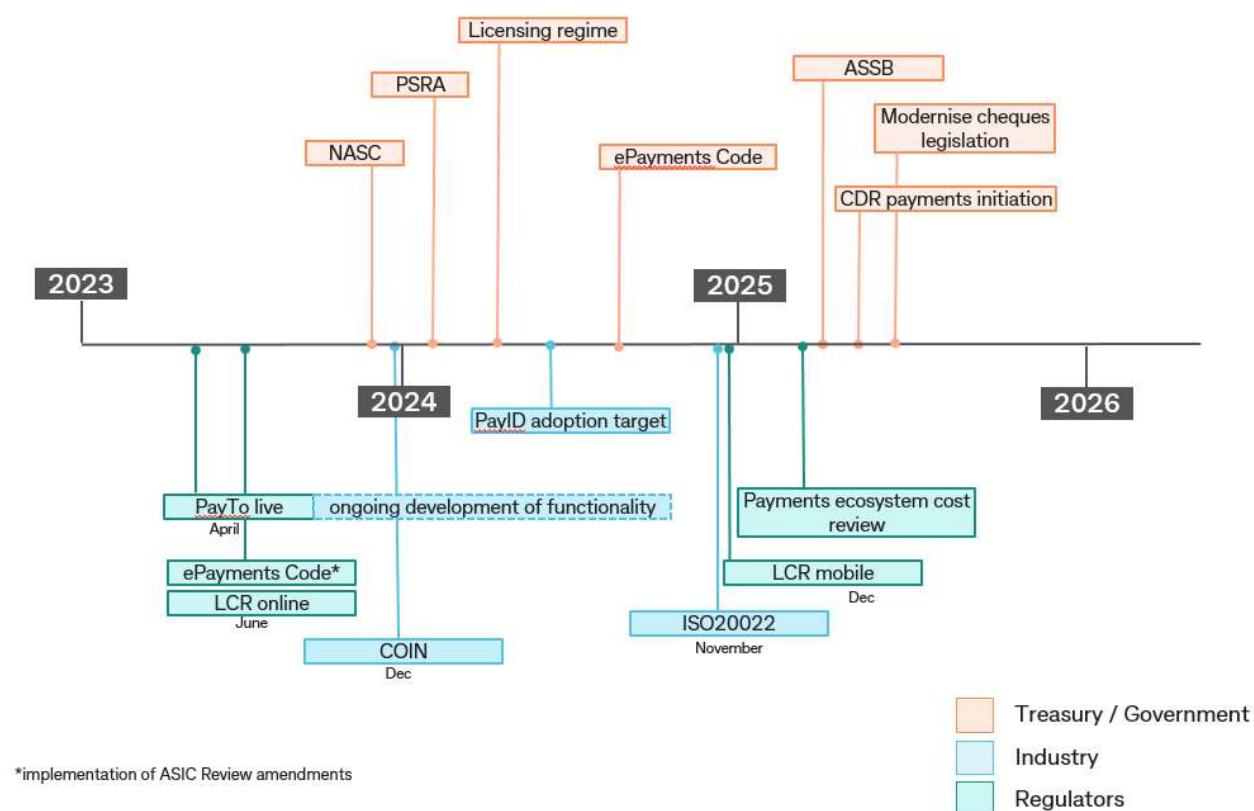 Licensing regime
PSRA
ASSB
NASC
ePayments Code
Modernise cheques
legislation
CDR payments initiation
2023
2025
2024
2026
PayID adoption target
PayTo live
ongoing development of functionality
April
Payments ecosystem cost
review
ePayments Code*
LCR online
June
LCR mobile
Dec
COIN
Dec
ISO20022
November
Treasury / Government
Industry
Regulators
*implementation of ASIC Review amendments